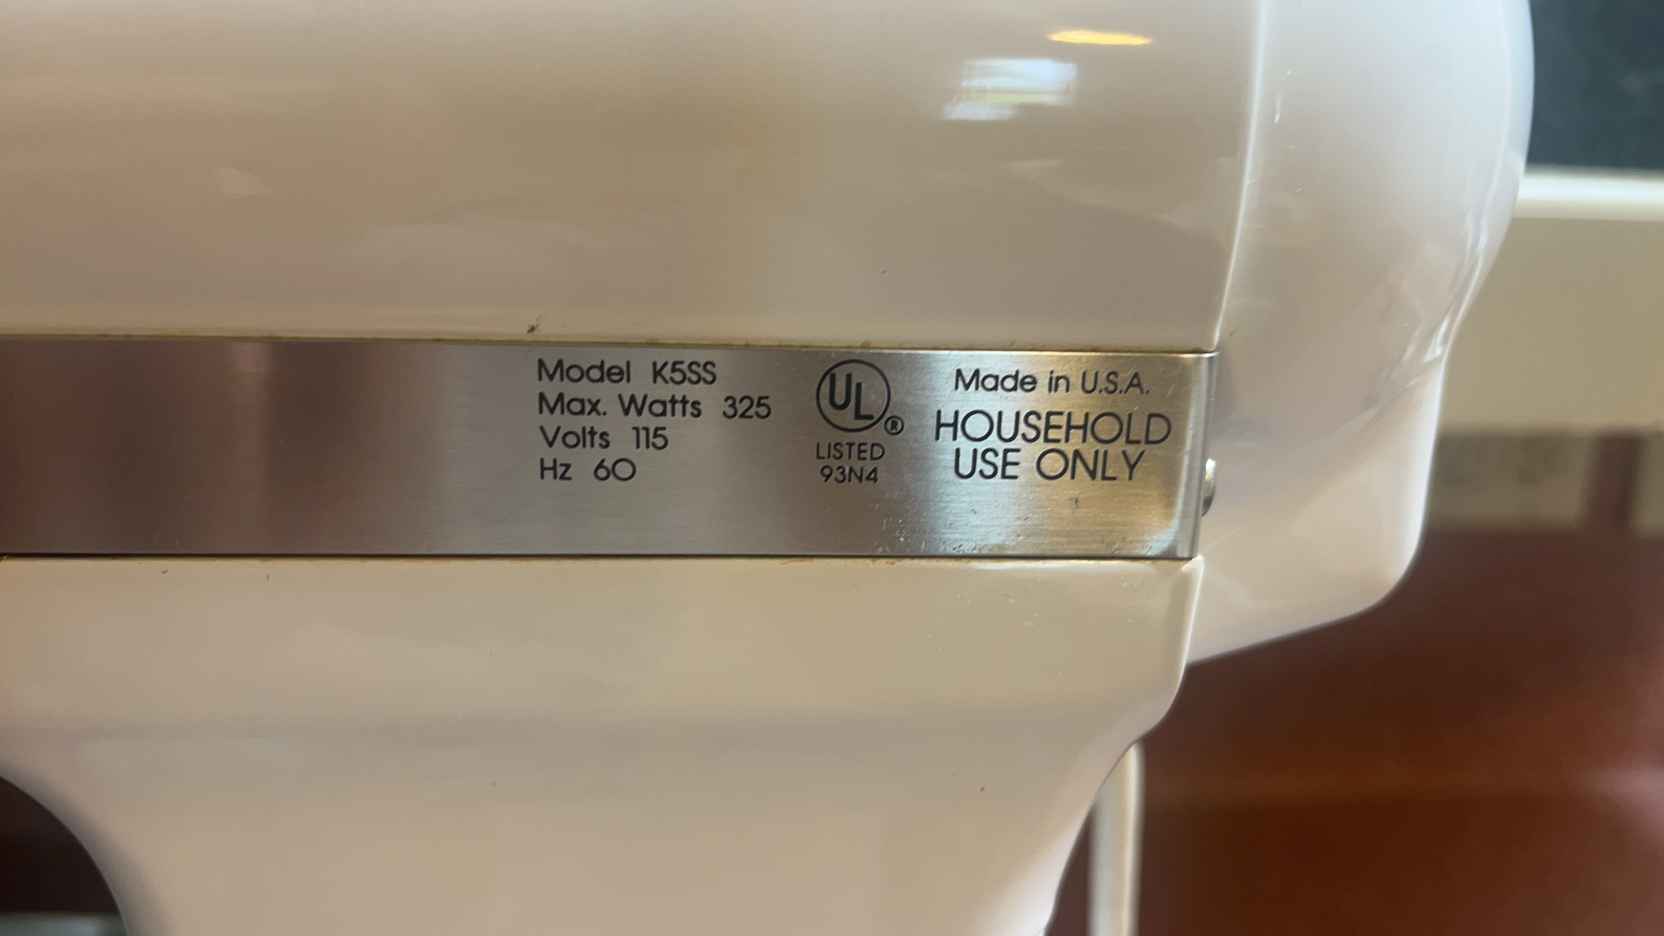 Model K5SS
Max. Watts 325
Volts 115
Hz 60
UL®
LISTED
93N4
Made in U.S.A.
HOUSEHOLD
USE ONLY